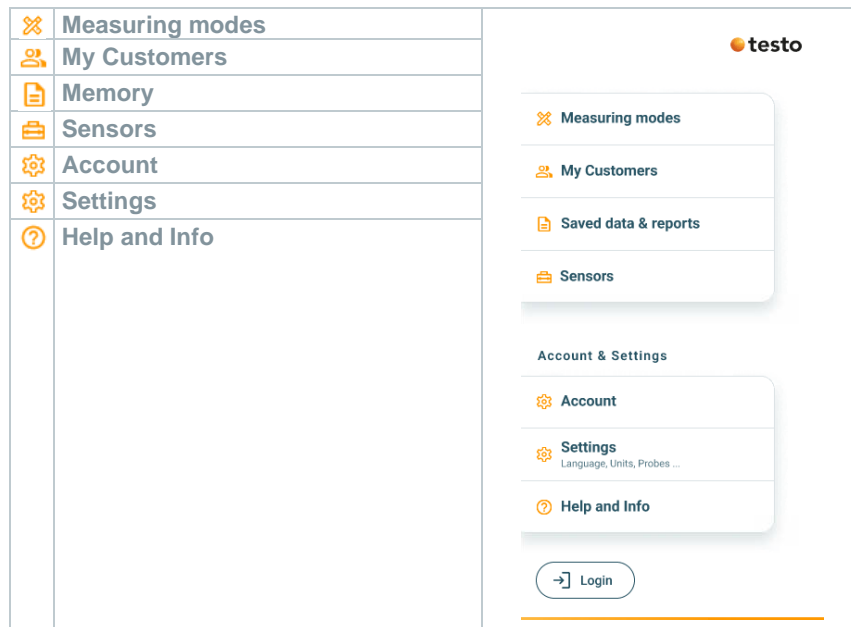 Measuring modes
My Customers
Memory
Sensors
Account
Settings
Help and Info
testo
Measuring modes
My Customers
Saved data & reports
Sensors
Account & Settings
Account
Settings
Language, Units, Probes ...
Help and Info
Login